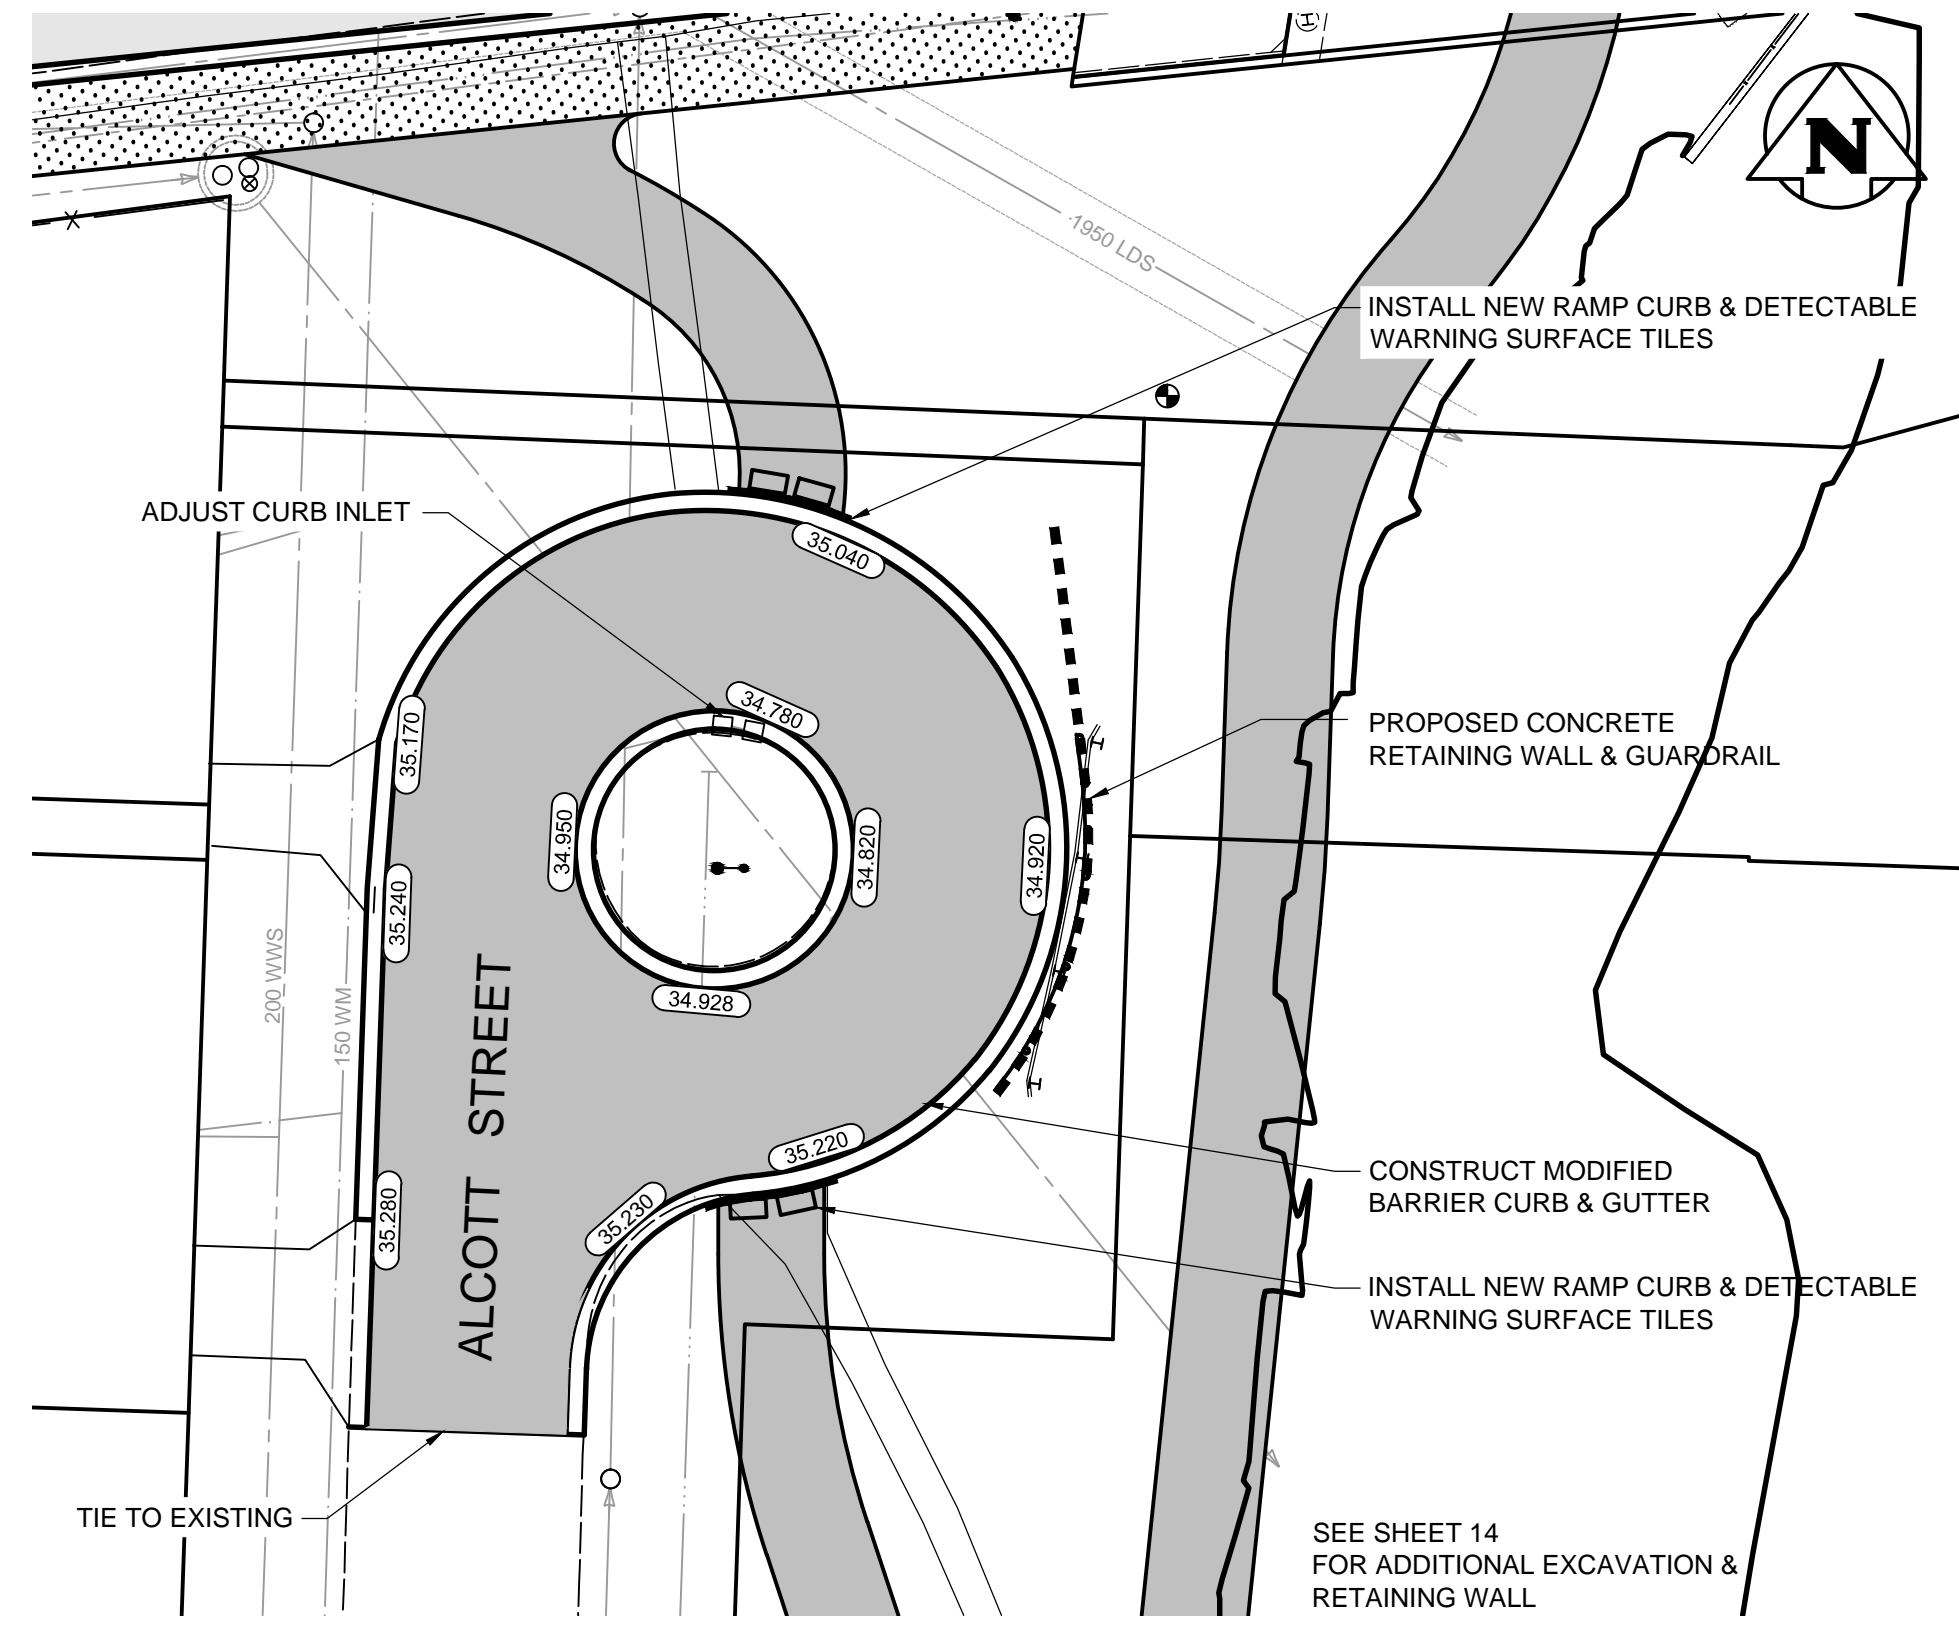 N
1950 LDS
INSTALL NEW RAMP CURB & DETECTABLE
WARNING SURFACE TILES
ADJUST CURB INLET
35.040
34.780
35.170
PROPOSED CONCRETE
RETAINING WALL & GUARDRAIL
34.950
34.820
34.920
35.240
200 WWS
150 WM
34.928
ALCOTT STREET
35.220
35.230
35.280
CONSTRUCT MODIFIED
BARRIER CURB & GUTTER
INSTALL NEW RAMP CURB & DETECTABLE
WARNING SURFACE TILES
TIE TO EXISTING
SEE SHEET 14
FOR ADDITIONAL EXCAVATION &
RETAINING WALL